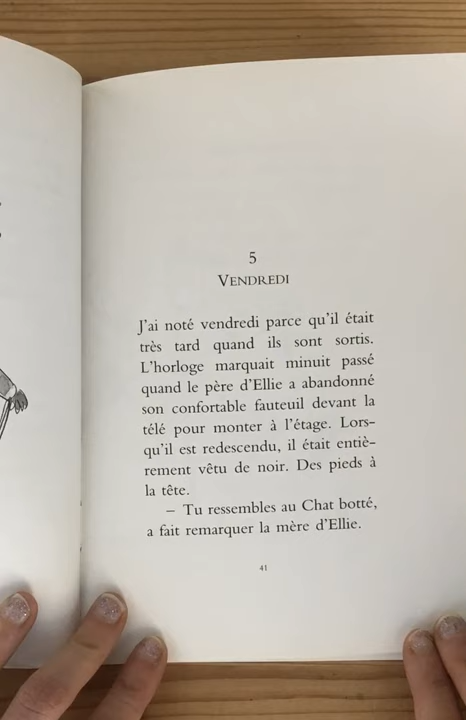 5
VENDREDI
J'ai noté vendredi parce qu'il était
très tard quand ils sont sortis.
L'horloge marquait minuit passé
quand le père d'Ellie a abandonné
son confortable fauteuil devant la
télé pour monter à l'étage. Lors-
qu'il est redescendu, il était entiè-
rement vêtu de noir. Des pieds à
la tête.
– Tu ressembles au Chat botté,
a fait remarquer la mère d'Ellie.
41